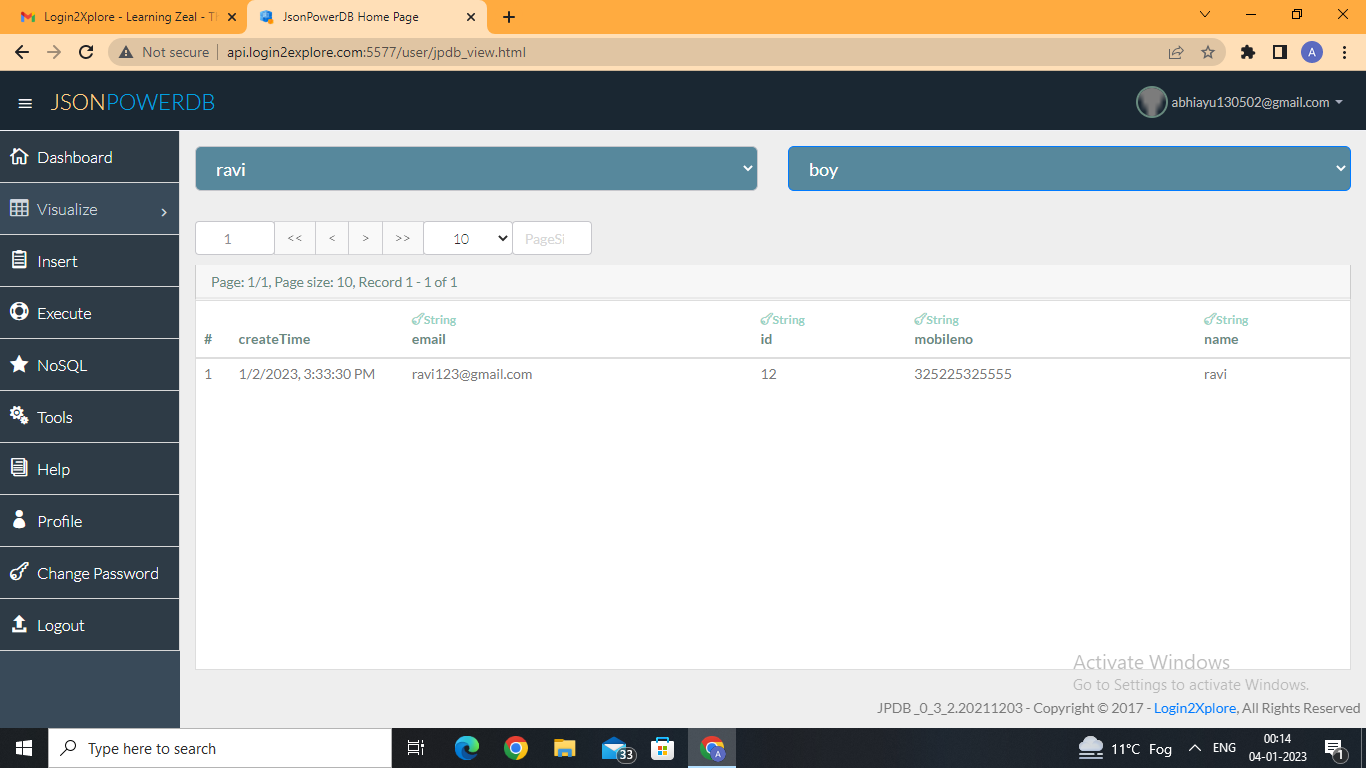 Login2Xplore - Learning Zeal - Th
JsonPowerDB Home Page
Not secure
api.login2explore.com:5577/user/jpdb_view.html
A
JSONPOWERDB
abhiayu130502@gmail.com
Dashboard
Visualize
Insert
Execute
NoSQL
Tools
Help
Profile
Change Password
Logout
ravi
boy
1 << < > >> 10 PageSi
Page: 1/1, Page size: 10, Record 1 - 1 of 1
String String String String
# createTime email id mobileno name
1 1/2/2023, 3:33:30 PM ravi123@gmail.com 12 325225325555 ravi
Activate Windows
Go to Settings to activate Windows.
JPDB _0_3_2.20211203 - Copyright © 2017 - Login2Xplore, All Rights Reserved
Type here to search
33
A
11°C Fog
ENG
00:14
04-01-2023
1